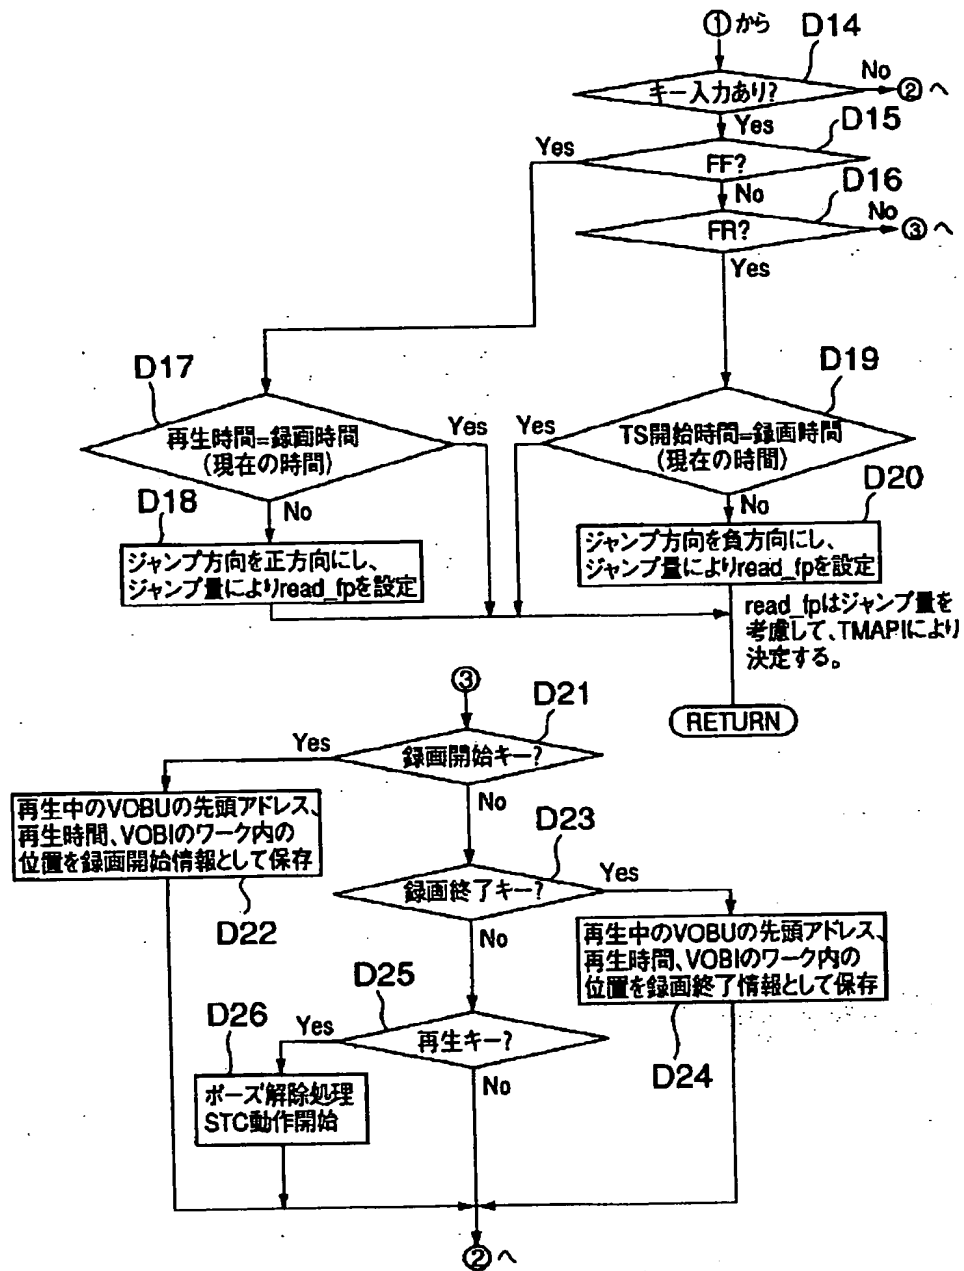 ①から
D14
キー入力あり?
No
②へ
Yes
D15
Yes
FF?
No
D16
FR?
No
③へ
Yes
D17
再生時間=録画時間
(現在の時間)
Yes
No
D18
ジャンプ方向を正方向にし、
ジャンプ量によりread_fpを設定
D19
Yes
TS開始時間=録画時間
(現在の時間)
No
D20
ジャンプ方向を負方向にし、
ジャンプ量によりread_fpを設定
read_fpはジャンプ量を
考慮して、TMAPIにより
決定する。
RETURN
③
D21
Yes
録画開始キー?
No
再生中のVOBUの先頭アドレス、
再生時間、VOBIのワーク内の
位置を録画開始情報として保存
D22
D23
録画終了キー?
Yes
No
再生中のVOBUの先頭アドレス、
再生時間、VOBIのワーク内の
位置を録画終了情報として保存
D24
D25
Yes
再生キー?
No
D26
ポーズ解除処理
STC動作開始
②へ